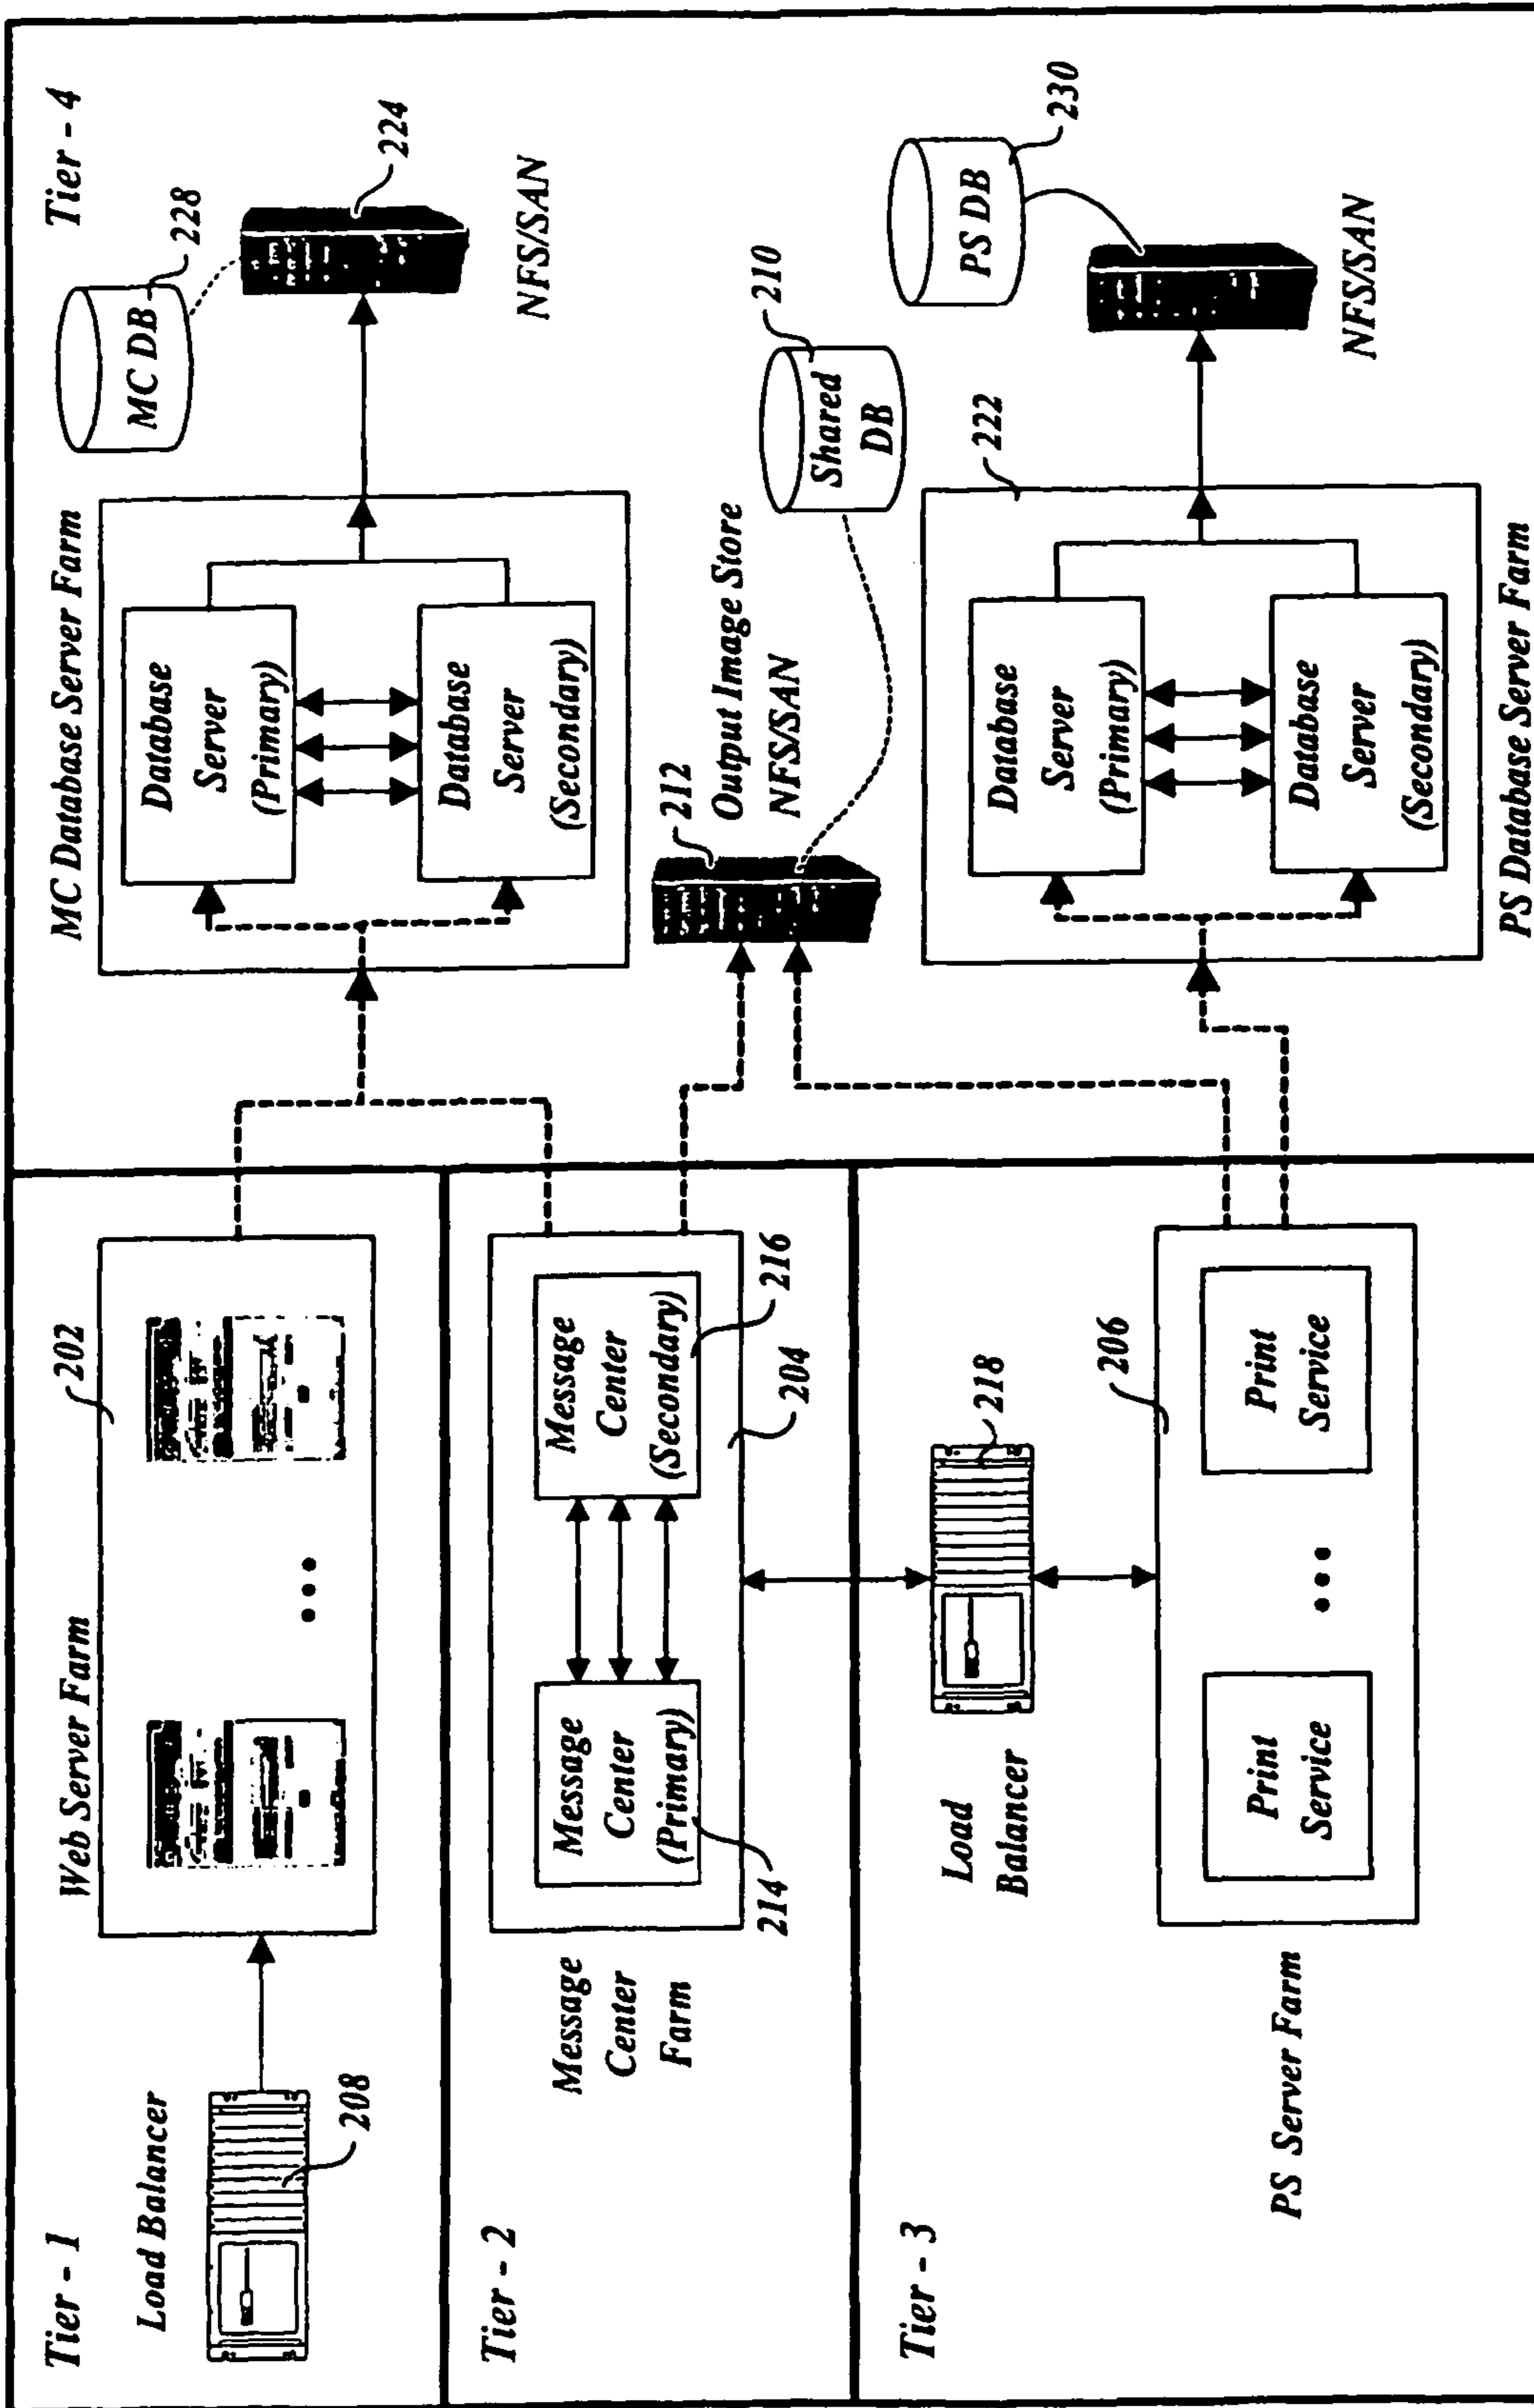 Tier - 1
Load Balancer
208
Web Server Farm
202
Tier - 2
Message
Center
Farm
Message
Center
(Primary)
214
Message
Center
(Secondary)
216
204
Tier - 3
Load
Balancer
218
PS Server Farm
206
Print
Service
Print
Service
Tier - 4
MC Database Server Farm
Database
Server
(Primary)
Database
Server
(Secondary)
MC DB
228
224
NFS/SAN
212
Output Image Store
NFS/SAN
Shared
DB
210
222
Database
Server
(Primary)
Database
Server
(Secondary)
PS Database Server Farm
PS DB
230
NFS/SAN